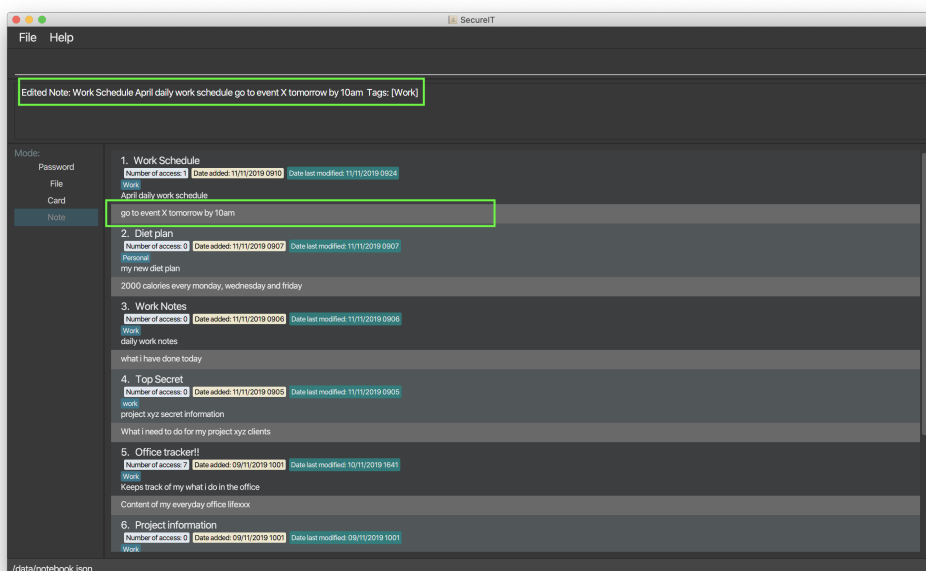 SecureIT
File Help
Edited Note: Work Schedule April daily work schedule go to event X tomorrow by 10am Tags: [Work]
Mode:
Password
File
Card
Note
1. Work Schedule
Number of access: 1 Date added: 11/11/2019 0910 Date last modified: 11/11/2019 0924
Work
April daily work schedule
go to event X tomorrow by 10am
2. Diet plan
Number of access: 0 Date added: 11/11/2019 0907 Date last modified: 11/11/2019 0907
Personal
my new diet plan
2000 calories every monday, wednesday and friday
3. Work Notes
Number of access: 0 Date added: 11/11/2019 0906 Date last modified: 11/11/2019 0906
Work
daily work notes
what i have done today
4. Top Secret
Number of access: 0 Date added: 11/11/2019 0905 Date last modified: 11/11/2019 0905
work
project xyz secret information
What i need to do for my project xyz clients
5. Office tracker!!
Number of access: 7 Date added: 09/11/2019 1001 Date last modified: 10/11/2019 1641
Work
Keeps track of my what i do in the office
Content of my everyday office lifexxx
6. Project information
Number of access: 0 Date added: 09/11/2019 1001 Date last modified: 09/11/2019 1001
Work
/data/notebook.json